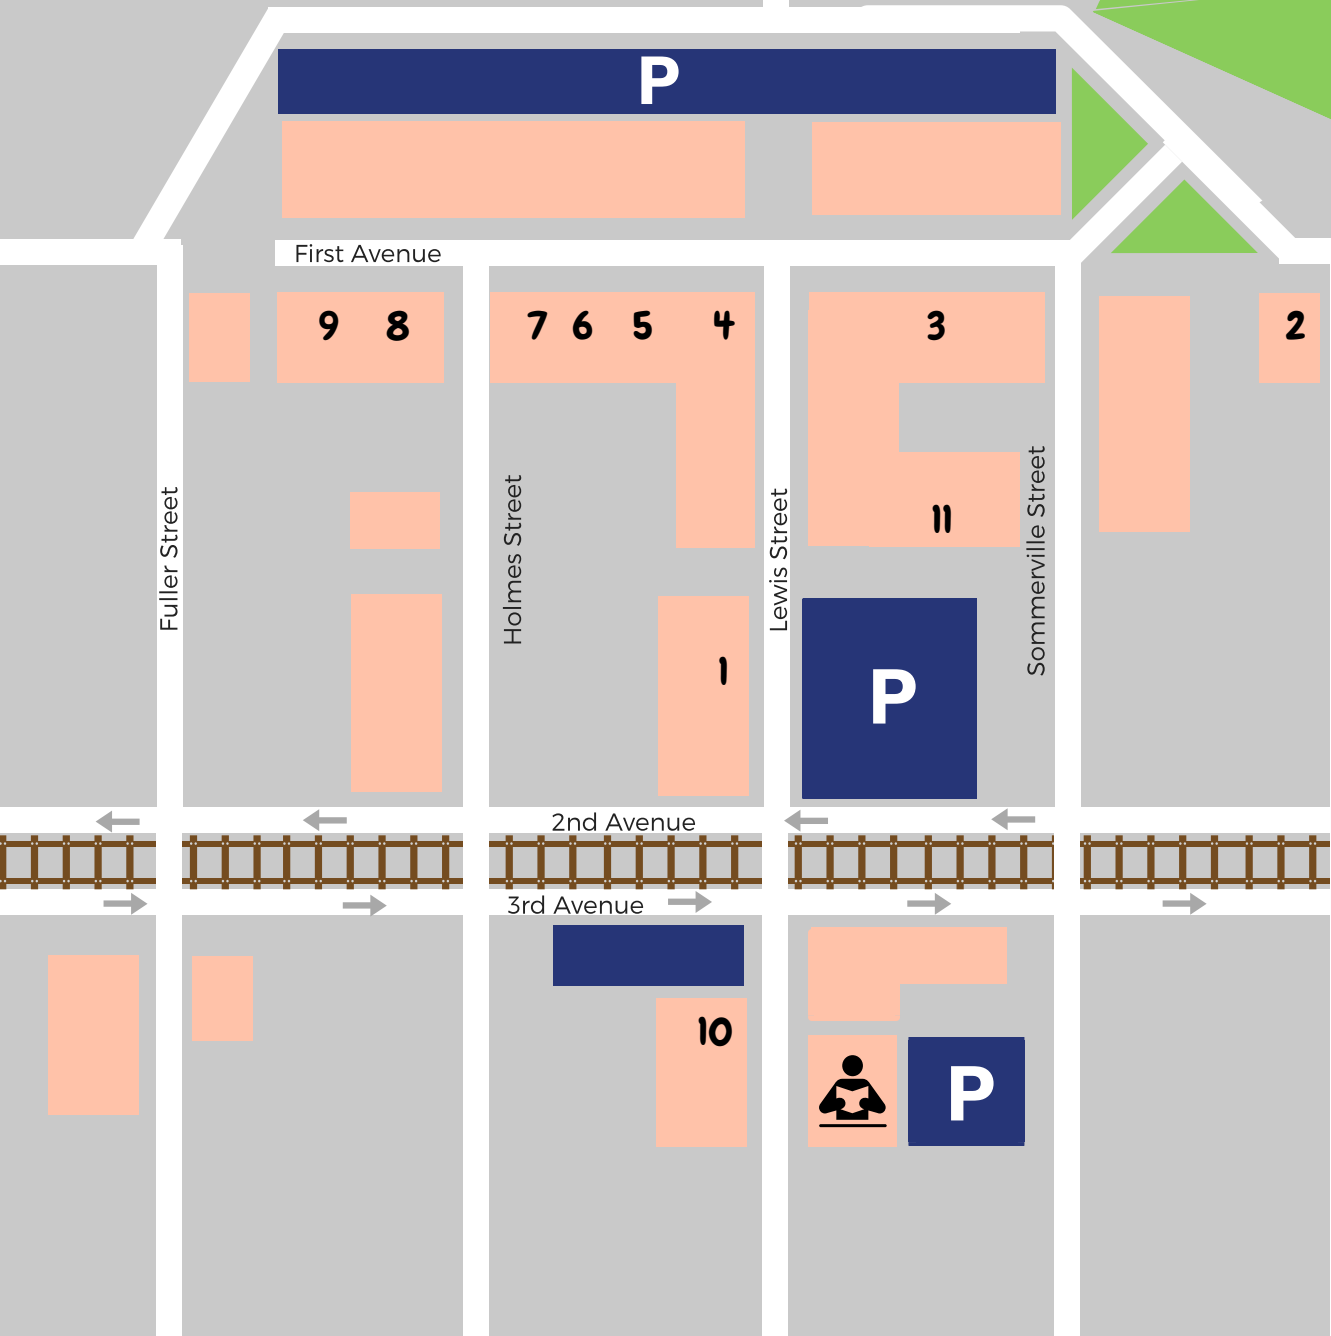 P
First Avenue
9 8 7 6 5 4 3 2
Fuller Street
Holmes Street
Lewis Street
Sommerville Street
11
1
P
2nd Avenue
3rd Avenue
10
P